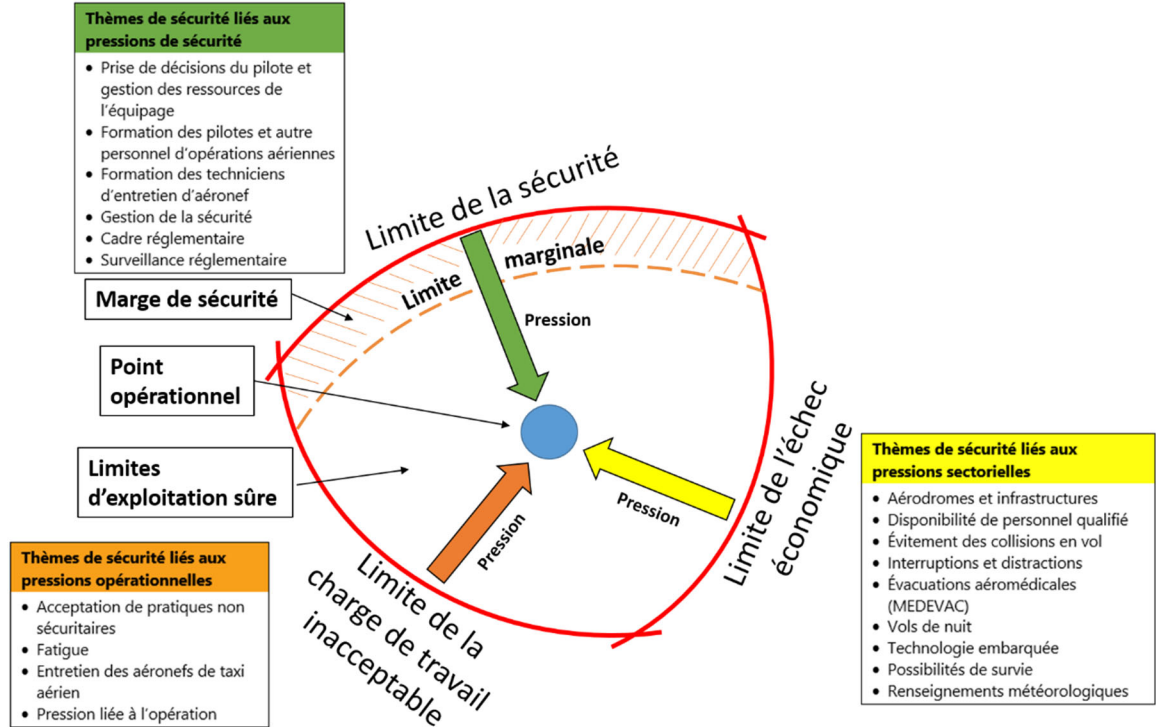 Thèmes de sécurité liés aux
pressions de sécurité
• Prise de décisions du pilote et
gestion des ressources de
l'équipage
• Formation des pilotes et autre
personnel d'opérations aériennes
• Formation des techniciens
d'entretien d'aéronef
• Gestion de la sécurité
• Cadre réglementaire
• Surveillance réglementaire
Limite de la sécurité
Limite marginale
Marge de sécurité
Pression
Point
opérationnel
Limites
d'exploitation sûre
Pression
Pression
Limite de l'échec
économique
Limite de la
charge de travail
inacceptable
Thèmes de sécurité liés aux
pressions opérationnelles
• Acceptation de pratiques non
sécuritaires
• Fatigue
• Entretien des aéronefs de taxi
aérien
• Pression liée à l'opération
Thèmes de sécurité liés aux
pressions sectorielles
• Aérodromes et infrastructures
• Disponibilité de personnel qualifié
• Évitement des collisions en vol
• Interruptions et distractions
• Évacuations aéromédicales
(MEDEVAC)
• Vols de nuit
• Technologie embarquée
• Possibilités de survie
• Renseignements météorologiques